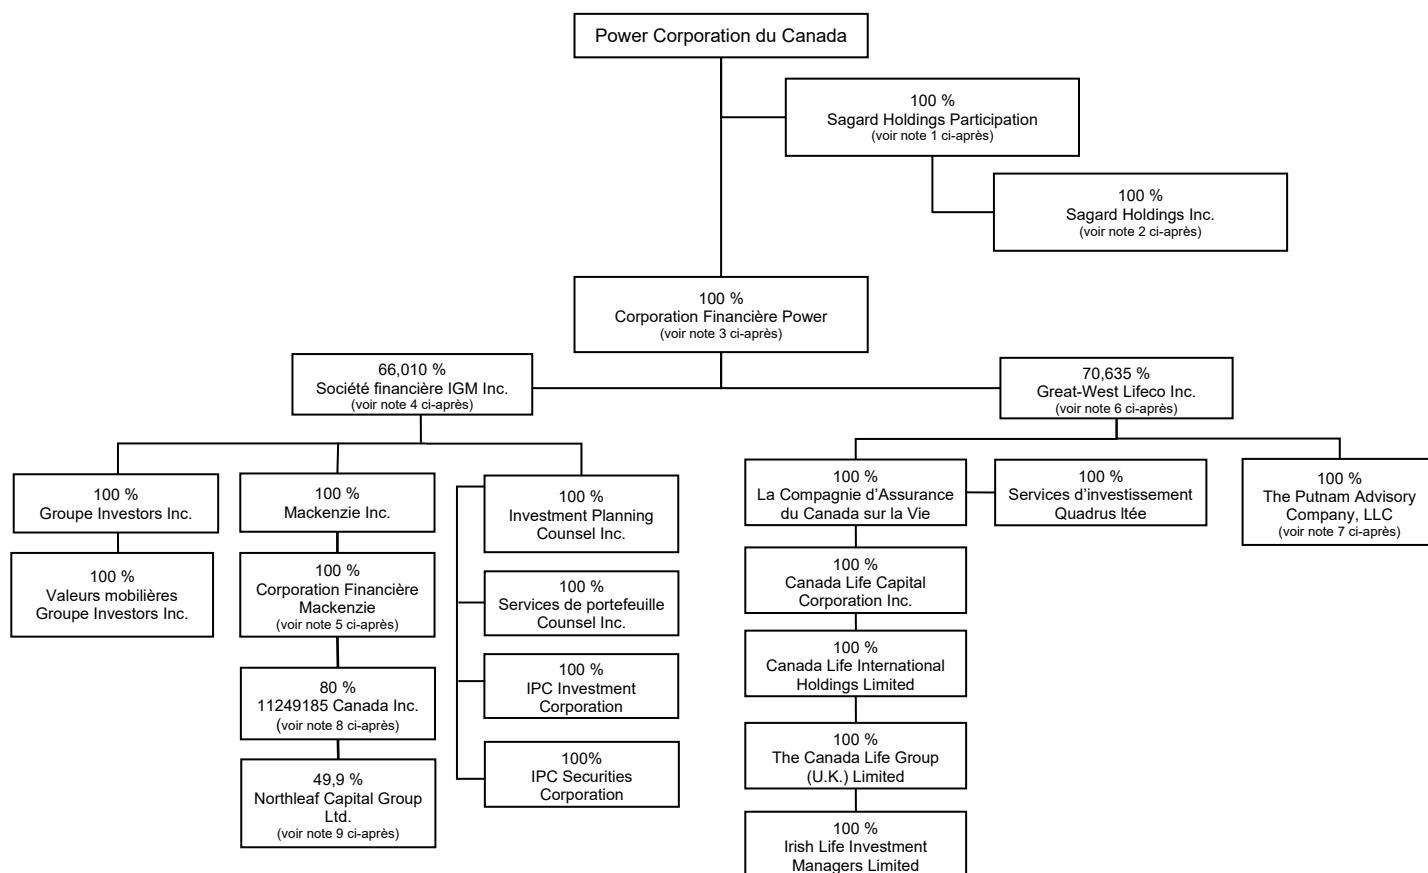 Power Corporation du Canada
100 %
Sagard Holdings Participation
(voir note 1 ci-après)
100 %
Sagard Holdings Inc.
(voir note 2 ci-après)
100 %
Corporation Financière Power
(voir note 3 ci-après)
66,010 %
Société financière IGM Inc.
(voir note 4 ci-après)
70,635 %
Great-West Lifeco Inc.
(voir note 6 ci-après)
100 %
Groupe Investors Inc.
100 %
Valeurs mobilières
Groupe Investors Inc.
100 %
Mackenzie Inc.
100 %
Corporation Financière
Mackenzie
(voir note 5 ci-après)
80 %
11249185 Canada Inc.
(voir note 8 ci-après)
49,9 %
Northleaf Capital Group
Ltd.
(voir note 9 ci-après)
100 %
Investment Planning
Counsel Inc.
100 %
Services de portefeuille
Counsel Inc.
100 %
IPC Investment
Corporation
100%
IPC Securities
Corporation
100 %
La Compagnie d’Assurance
du Canada sur la Vie
100 %
Services d’investissement
Quadrus ltée
100 %
The Putnam Advisory
Company, LLC
(voir note 7 ci-après)
100 %
Canada Life Capital
Corporation Inc.
100 %
Canada Life International
Holdings Limited
100 %
The Canada Life Group
(U.K.) Limited
100 %
Irish Life Investment
Managers Limited